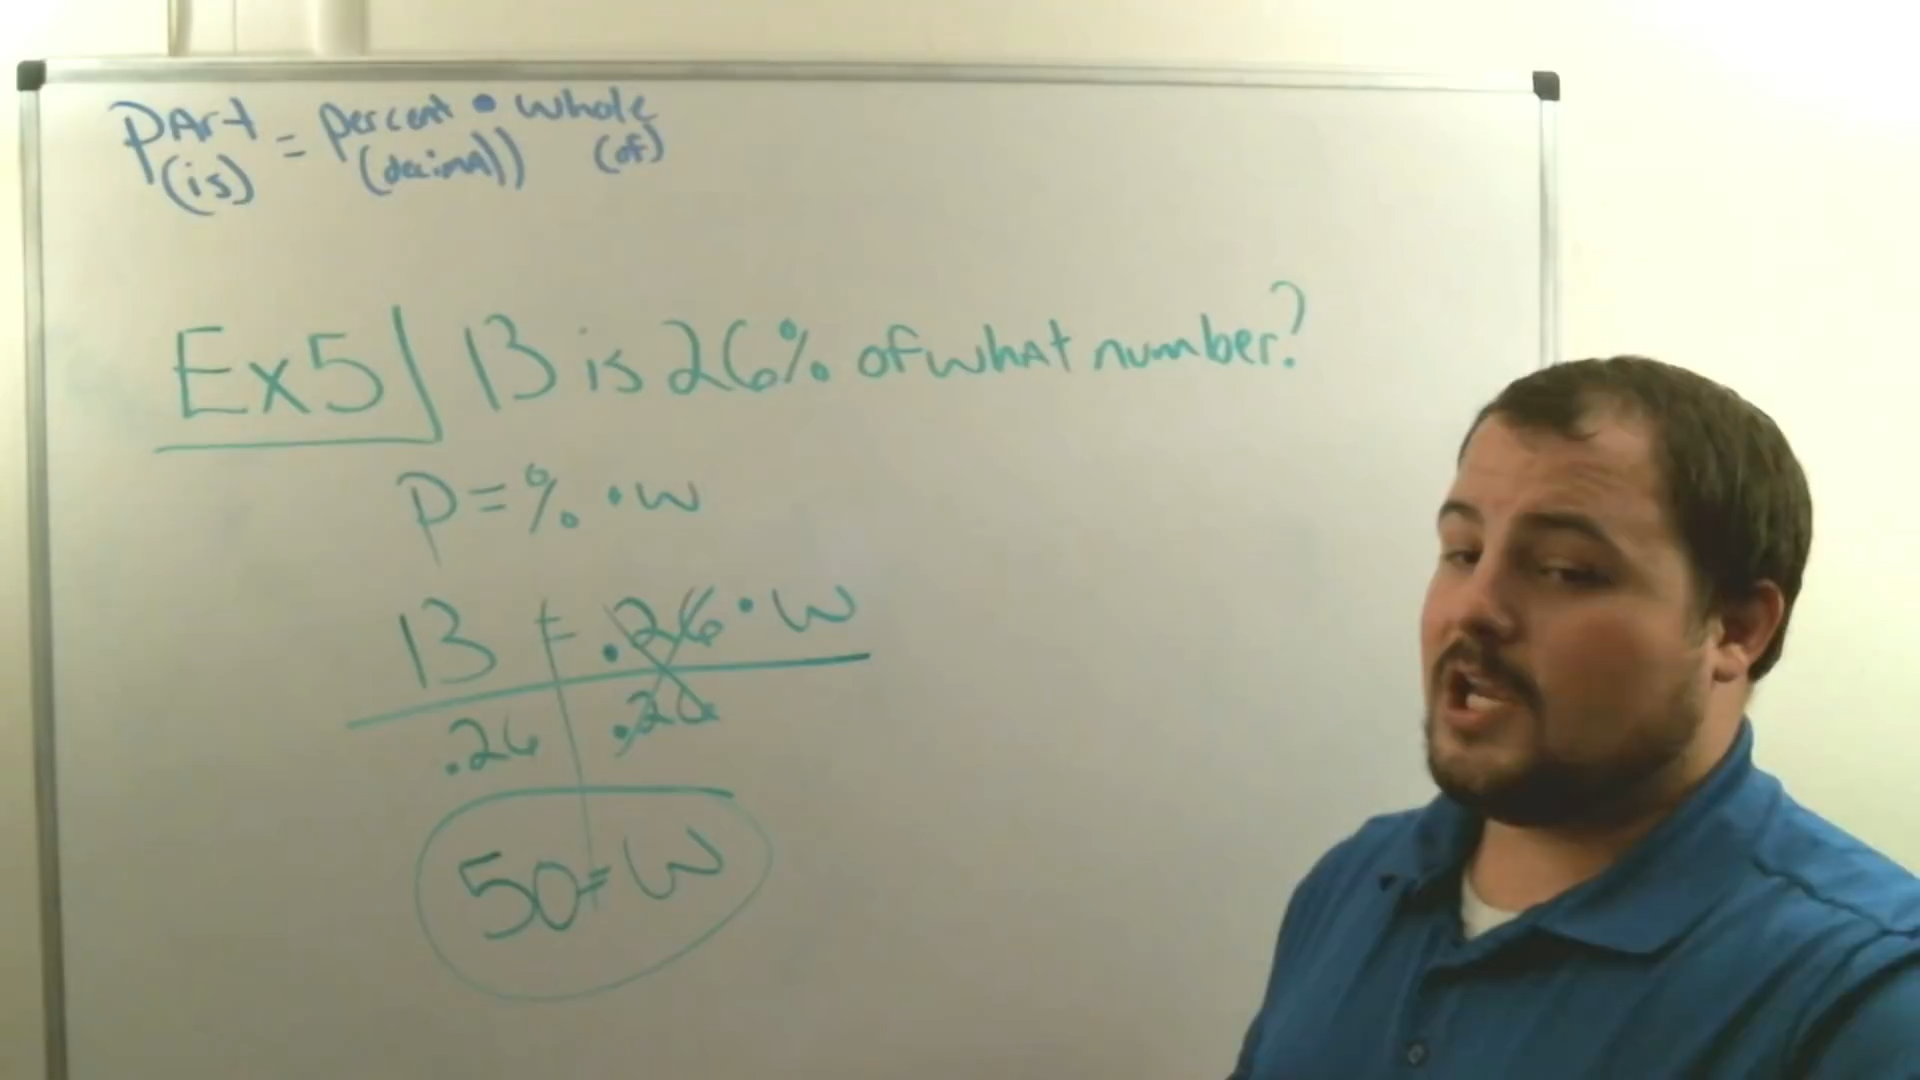 PArt = percent • whole
(is) (decimAl) (of)
Ex5) 13 is 26% of whAt number?
P = % • w
13 = .26 • w
.26 .26
50 = w